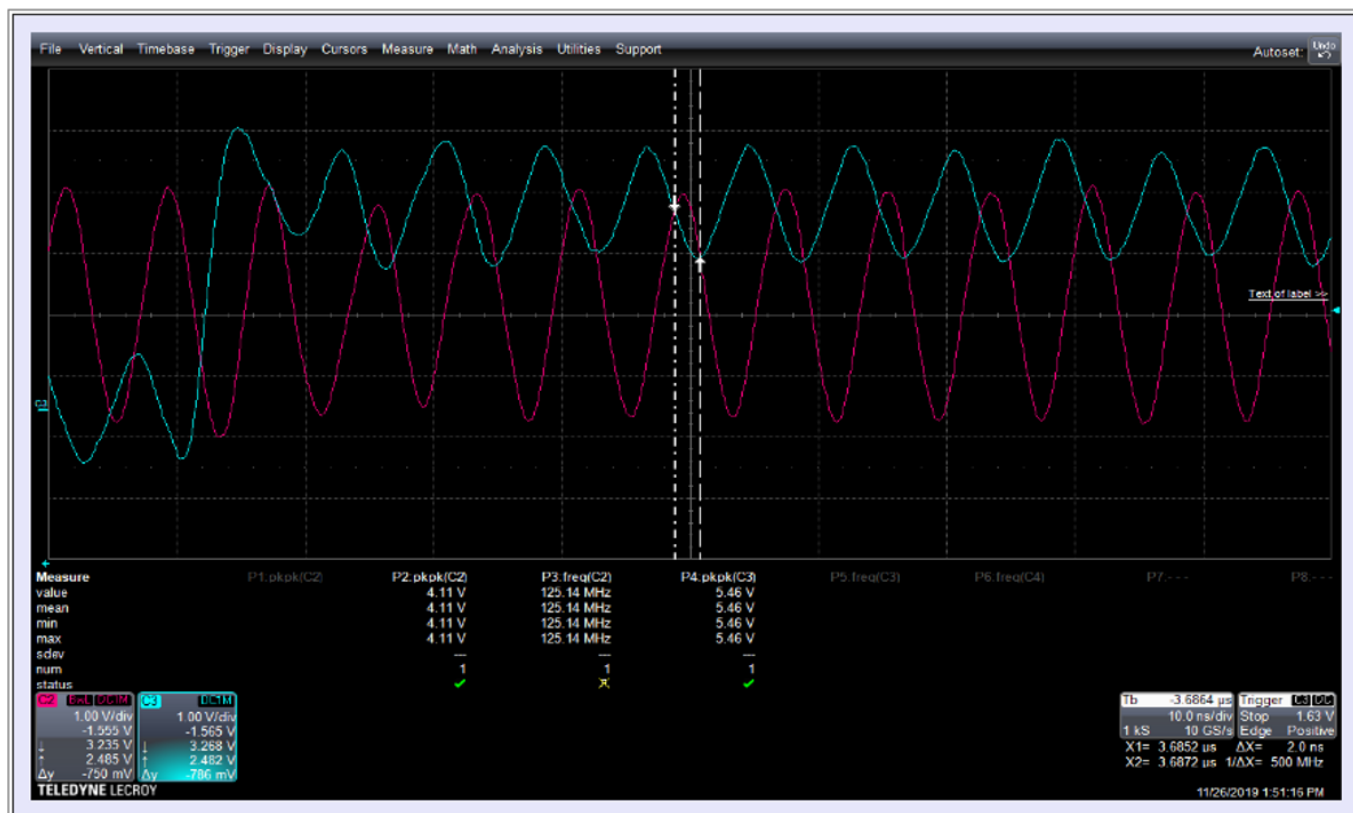 File Vertical Timebase Trigger Display Cursors Measure Math Analysis Utilities Support
Autoset: Undo
Text of label >>
C3
Measure P1:pkpk(C2) P2:pkpk(C2) P3:freq(C2) P4:pkpk(C3) P5:freq(C3) P6:freq(C4) P7:- - - P8:- - -
value 4.11 V 125.14 MHz 5.46 V
mean 4.11 V 125.14 MHz 5.46 V
min 4.11 V 125.14 MHz 5.46 V
max 4.11 V 125.14 MHz 5.46 V
sdev --- --- ---
num 1 1 1
status
C2 BwL DC1M
1.00 V/div
-1.555 V
↓ 3.235 V
↑ 2.485 V
Δy -750 mV
C3 DC1M
1.00 V/div
-1.565 V
↓ 3.268 V
↑ 2.482 V
Δy -786 mV
Tb -3.6864 µs
10.0 ns/div
1 kS 10 GS/s
Trigger C3 DC
Stop 1.63 V
Edge Positive
X1= 3.6852 µs ΔX= 2.0 ns
X2= 3.6872 µs 1/ΔX= 500 MHz
TELEDYNE LECROY
11/26/2019 1:51:16 PM